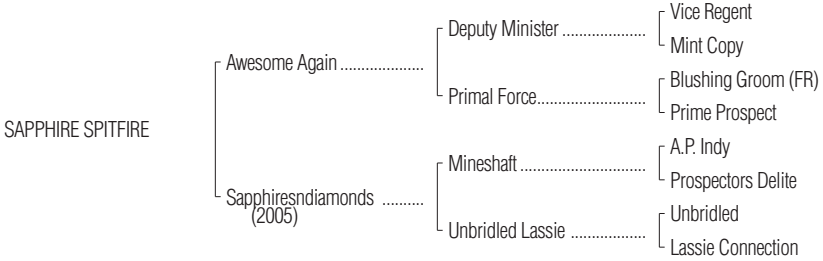 Vice Regent
Deputy Minister ....................
Mint Copy
Awesome Again ....................
Blushing Groom (FR)
Primal Force..........................
Prime Prospect
SAPPHIRE SPITFIRE
A.P. Indy
Mineshaft ..............................
Prospectors Delite
Sapphiresndiamonds ..........
(2005)
Unbridled
Unbridled Lassie ..................
Lassie Connection